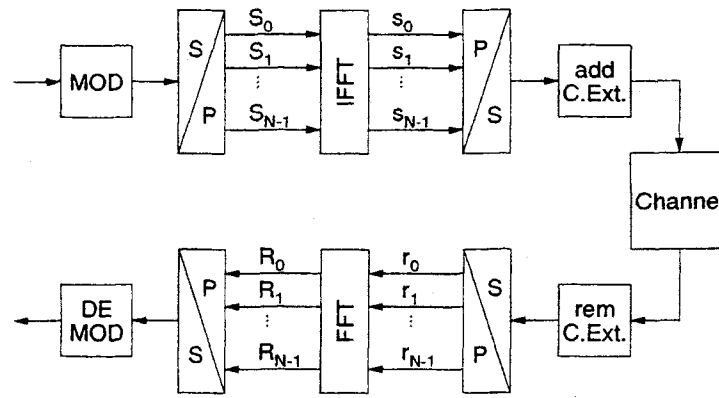 MOD
S
P
S0
S1
...
SN-1
IFFT
s0
s1
...
sN-1
P
S
add
C.Ext.
Channel
DE
MOD
P
S
R0
R1
...
RN-1
FFT
r0
r1
...
rN-1
S
P
rem
C.Ext.